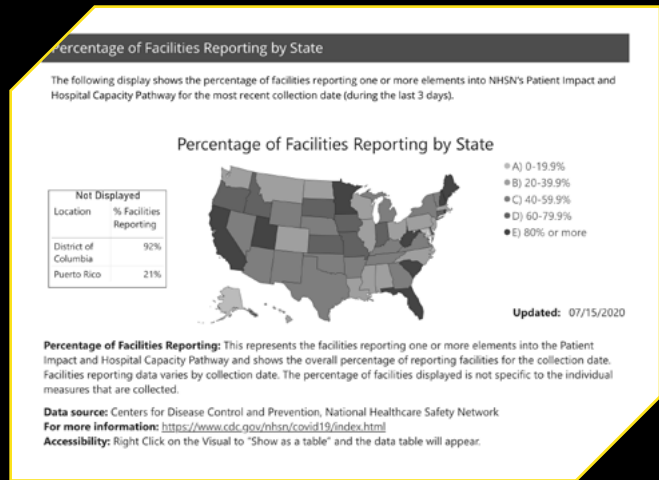 Percentage of Facilities Reporting by State
The following display shows the percentage of facilities reporting one or more elements into NHSN's Patient Impact and
Hospital Capacity Pathway for the most recent collection date (during the last 3 days).
Percentage of Facilities Reporting by State
A) 0-19.9%
B) 20-39.9%
C) 40-59.9%
D) 60-79.9%
E) 80% or more
Not Displayed
Location % Facilities
Reporting
District of 92%
Columbia
Puerto Rico 21%
Updated: 07/15/2020
Percentage of Facilities Reporting: This represents the facilities reporting one or more elements into the Patient
Impact and Hospital Capacity Pathway and shows the overall percentage of reporting facilities for the collection date.
Facilities reporting data varies by collection date. The percentage of facilities displayed is not specific to the individual
measures that are collected.
Data source: Centers for Disease Control and Prevention, National Healthcare Safety Network
For more information: https://www.cdc.gov/nhsn/covid19/index.html
Accessibility: Right Click on the Visual to "Show as a table" and the data table will appear.